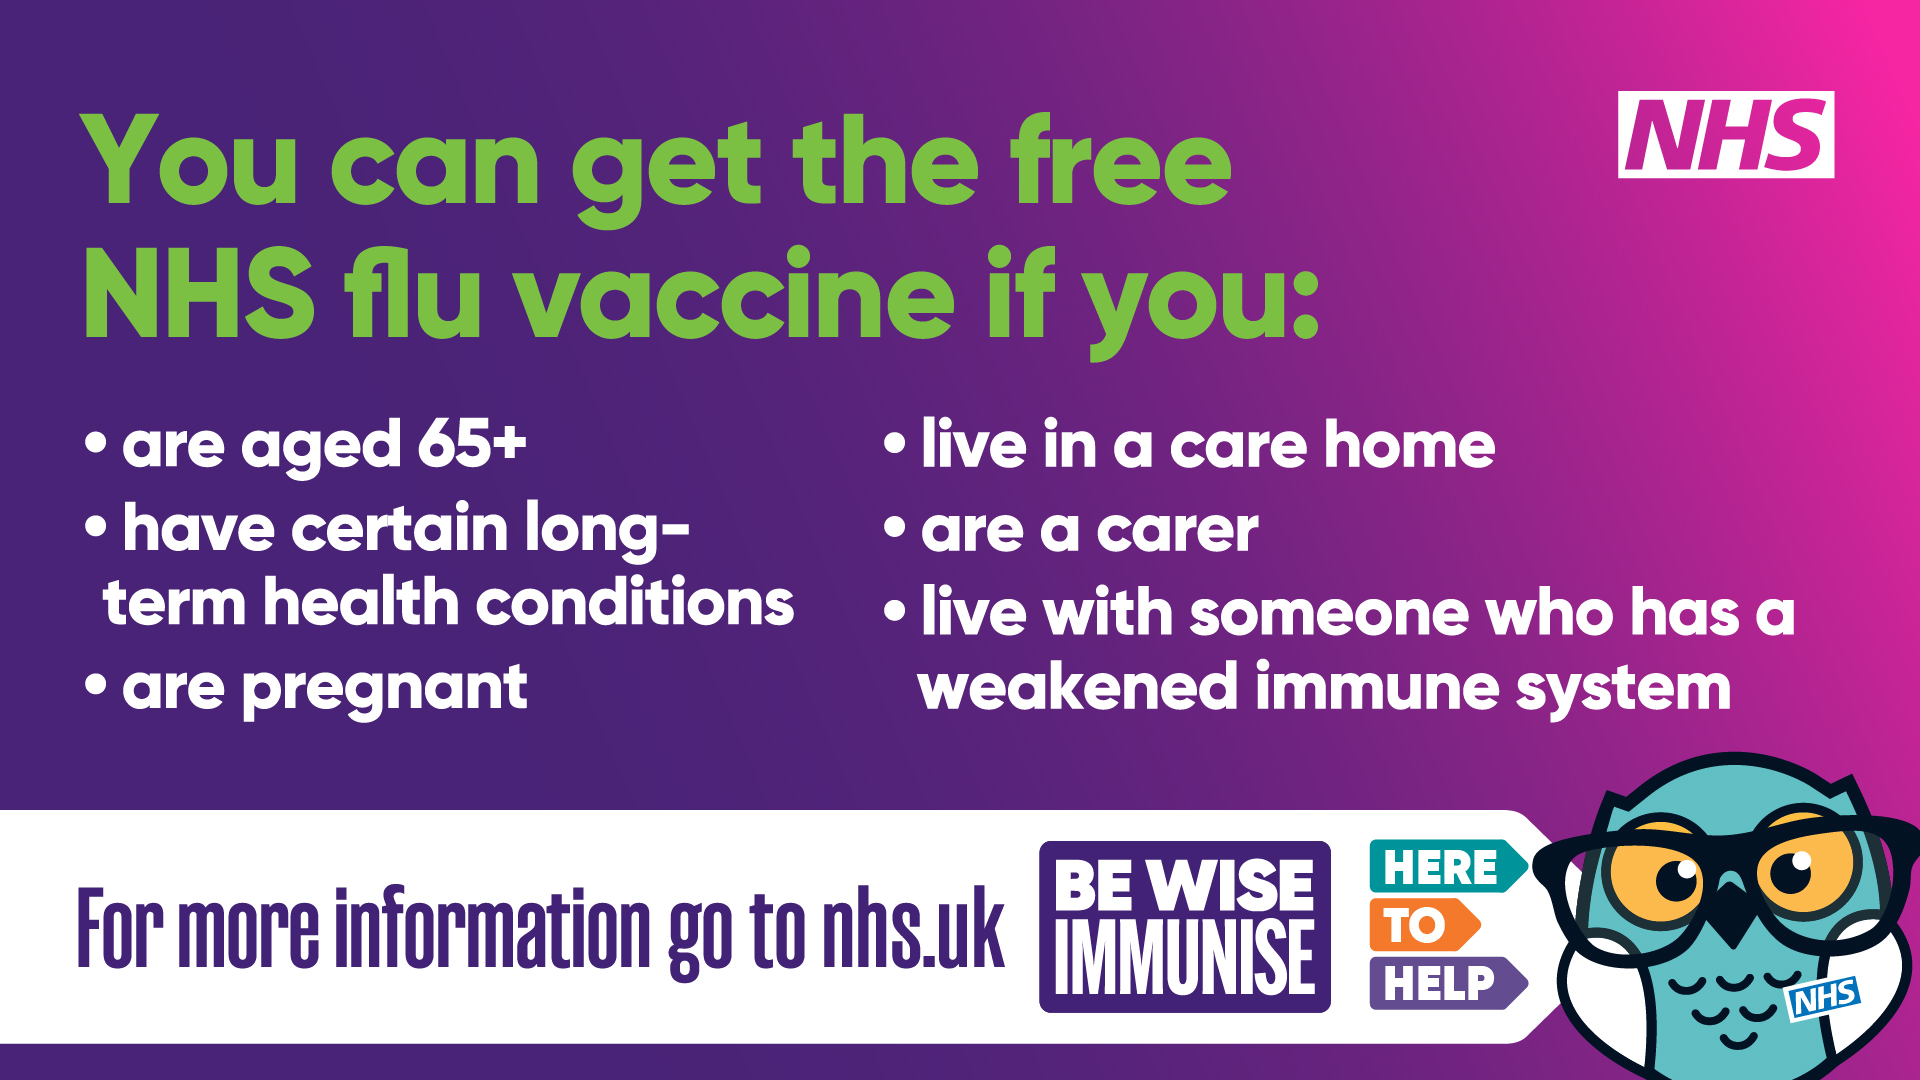 You can get the free
NHS flu vaccine if you:
NHS
• are aged 65+
• have certain long-
term health conditions
• are pregnant
• live in a care home
• are a carer
• live with someone who has a
weakened immune system
For more information go to nhs.uk
BE WISE
IMMUNISE
HERE
TO
HELP
NHS